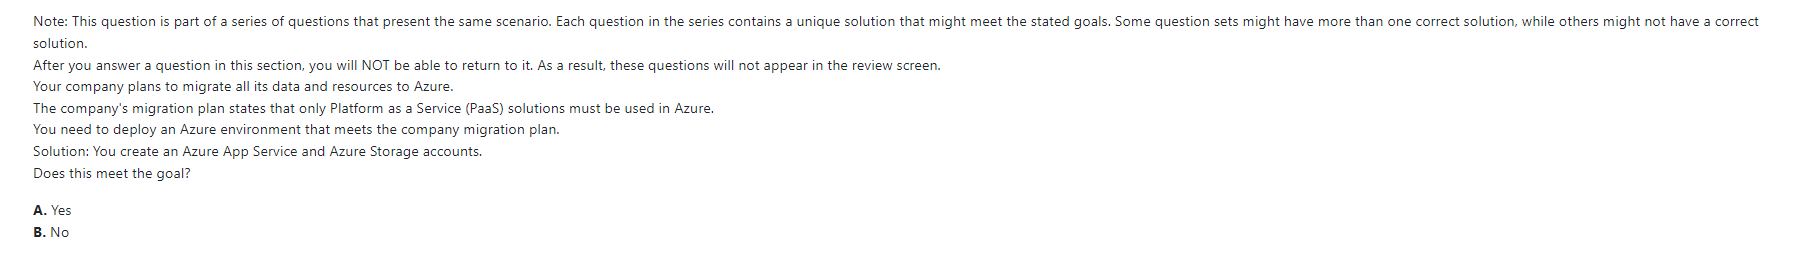 Note: This question is part of a series of questions that present the same scenario. Each question in the series contains a unique solution that might meet the stated goals. Some question sets might have more than one correct solution, while others might not have a correct
solution.
After you answer a question in this section, you will NOT be able to return to it. As a result, these questions will not appear in the review screen.
Your company plans to migrate all its data and resources to Azure.
The company's migration plan states that only Platform as a Service (PaaS) solutions must be used in Azure.
You need to deploy an Azure environment that meets the company migration plan.
Solution: You create an Azure App Service and Azure Storage accounts.
Does this meet the goal?
A. Yes
B. No